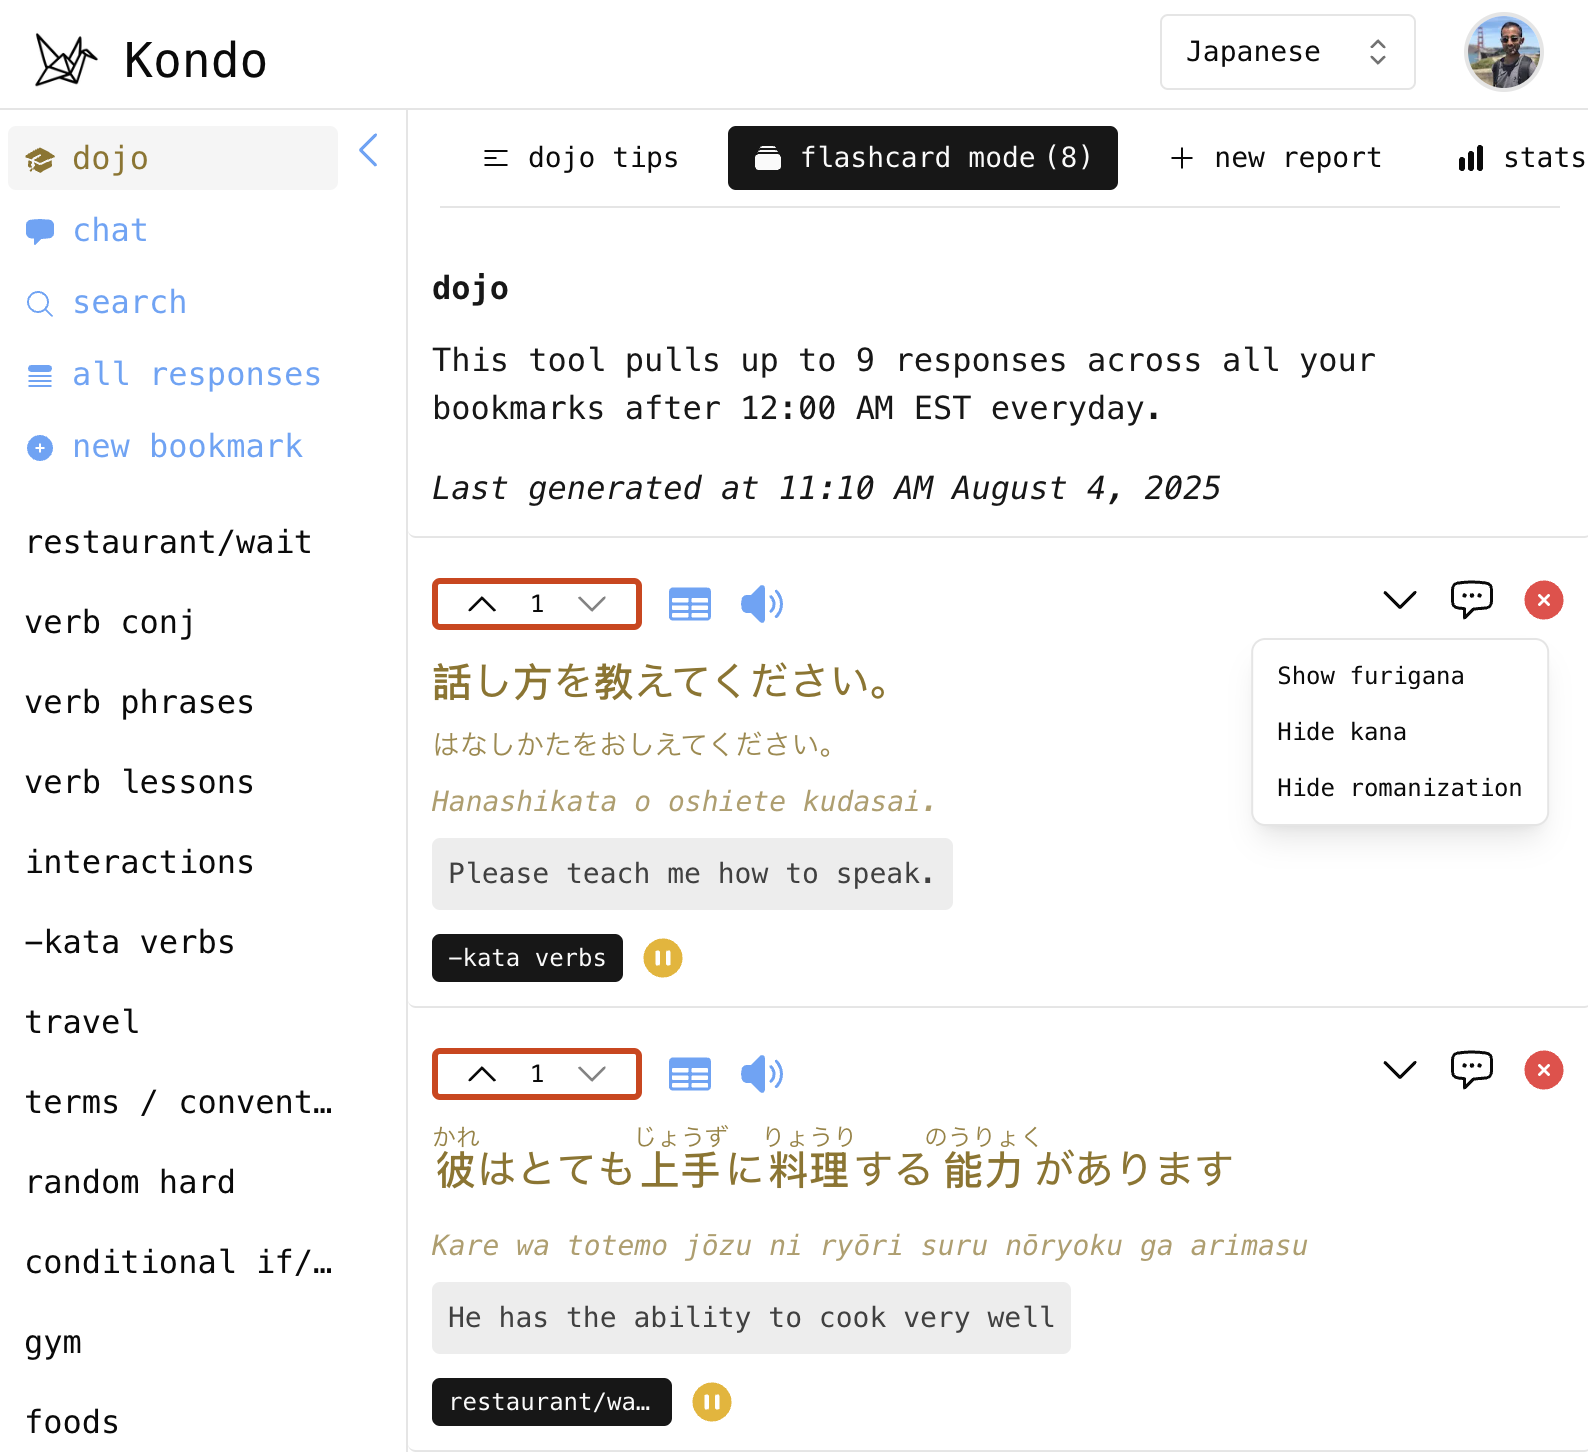 Kondo
Japanese
dojo
chat
search
all responses
new bookmark
restaurant/wait
verb conj
verb phrases
verb lessons
interactions
-kata verbs
travel
terms / convent…
random hard
conditional if/…
gym
foods
dojo tips
flashcard mode (8)
new report
stats
dojo
This tool pulls up to 9 responses across all your
bookmarks after 12:00 AM EST everyday.
Last generated at 11:10 AM August 4, 2025
1
話し方を教えてください。
はなしかたをおしえてください。
Hanashikata o oshiete kudasai.
Please teach me how to speak.
-kata verbs
Show furigana
Hide kana
Hide romanization
1
かれ じょうず りょうり のうりょく
彼はとても上手に料理する能力があります
Kare wa totemo jōzu ni ryōri suru nōryoku ga arimasu
He has the ability to cook very well
restaurant/wa…